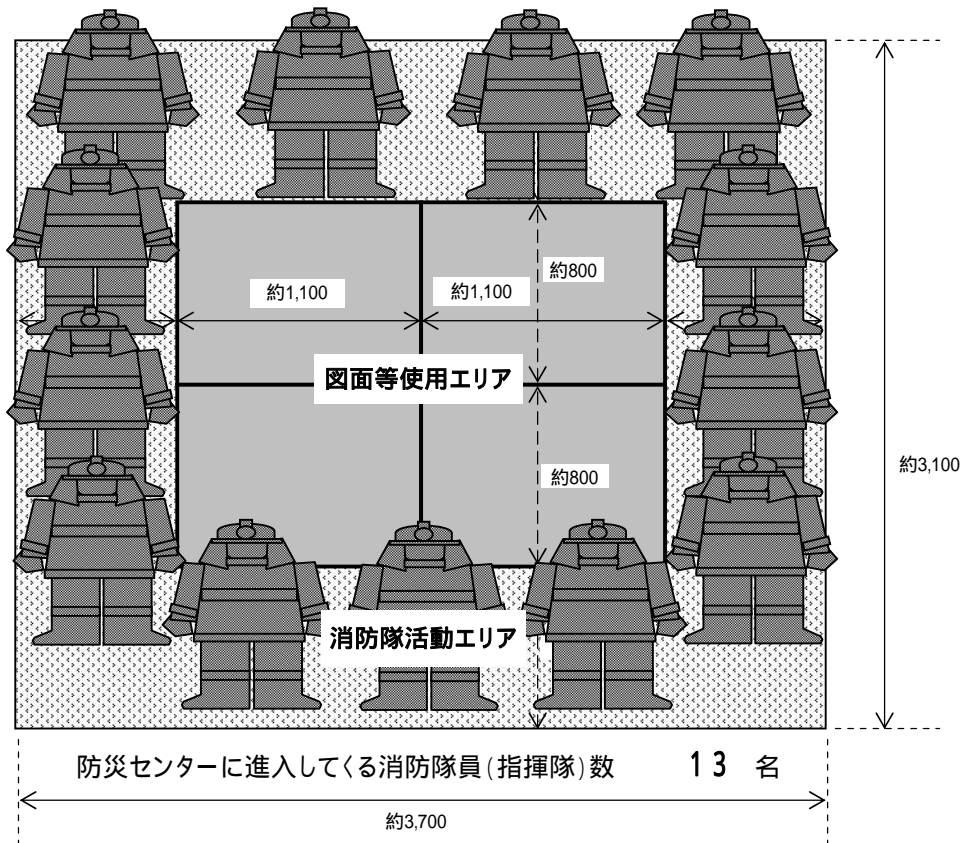 約800
約1,100
約1,100
図面等使用エリア
約3,100
約800
消防隊活動エリア
防災センターに進入してくる消防隊員(指揮隊)数 13 名
約3,700